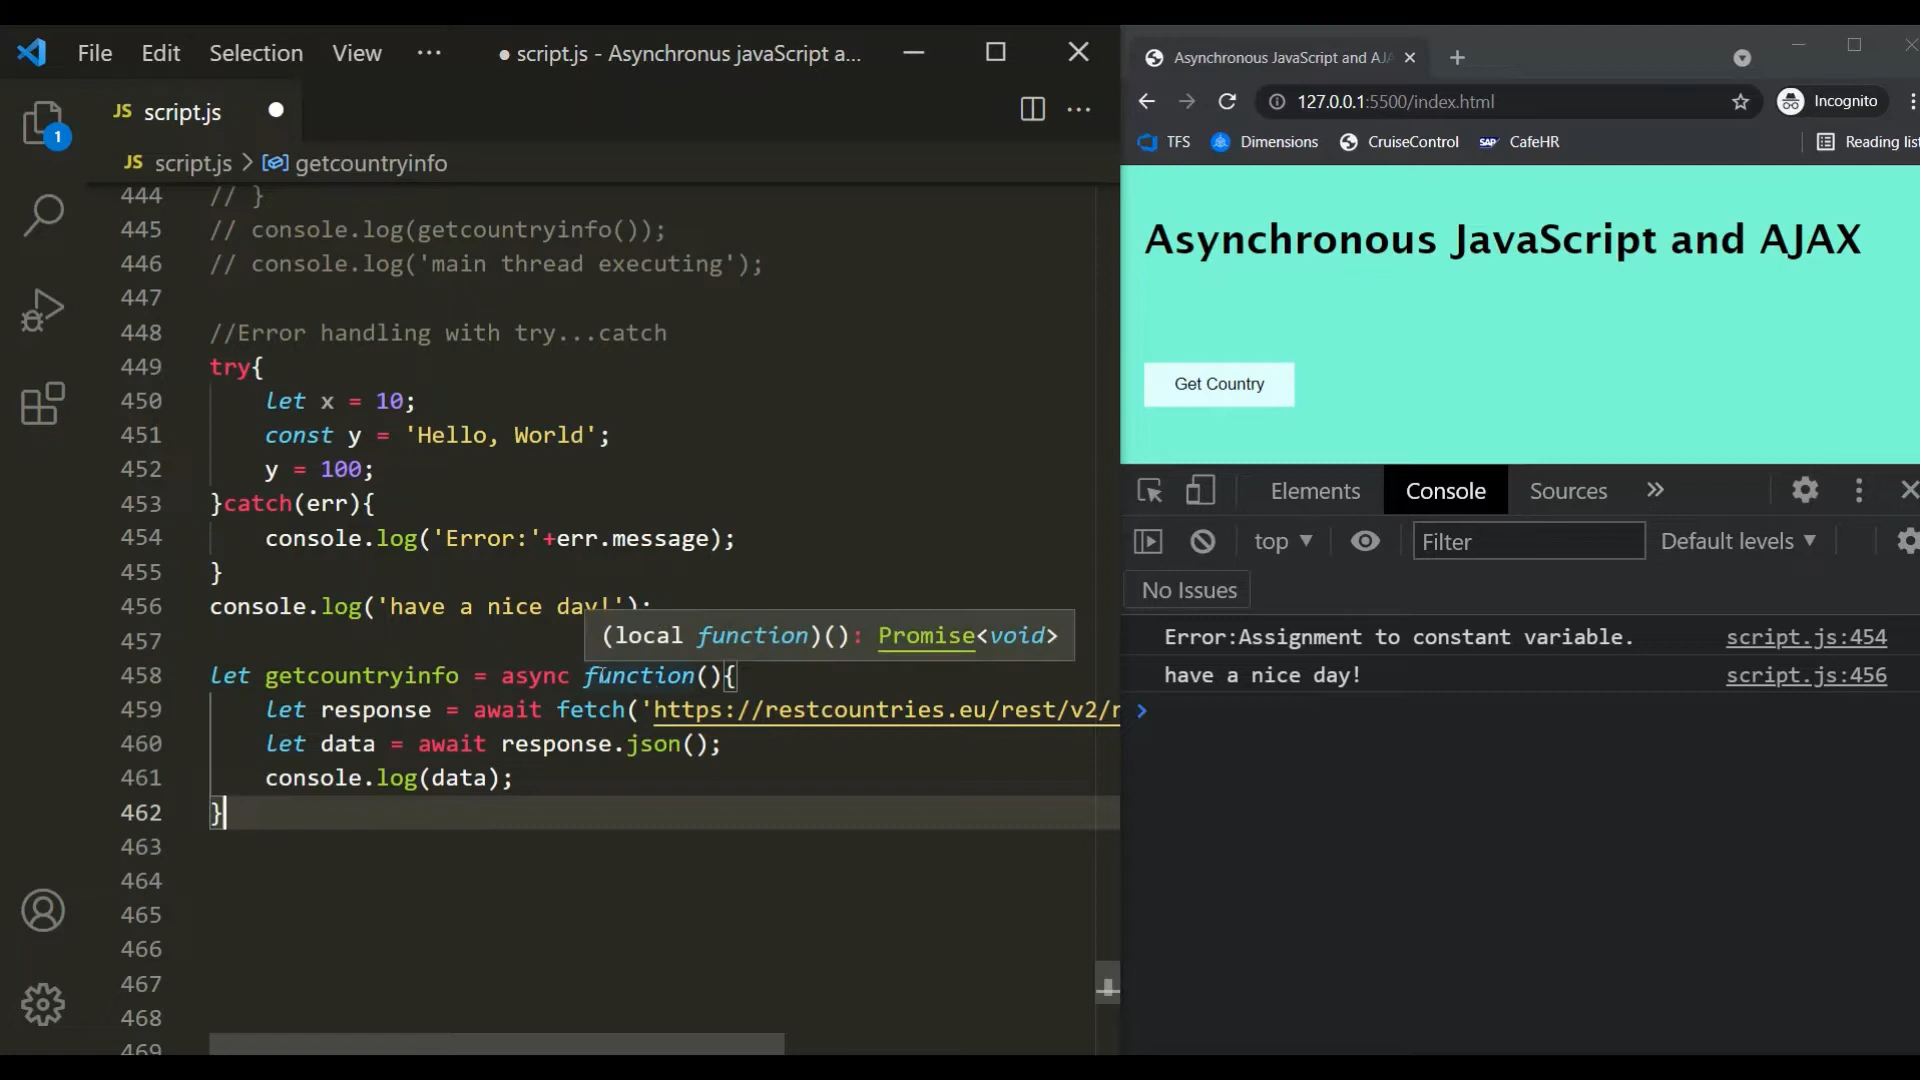 File Edit Selection View ··· ● script.js - Asynchronus javaScript a...
JS script.js ●
JS script.js > getcountryinfo
1
444 // }
445 // console.log(getcountryinfo());
446 // console.log('main thread executing');
447
448 //Error handling with try...catch
449 try{
450 let x = 10;
451 const y = 'Hello, World';
452 y = 100;
453 }catch(err){
454 console.log('Error:'+err.message);
455 }
456 console.log('have a nice day!');
457
(local function)(): Promise<void>
458 let getcountryinfo = async function(){
459 let response = await fetch('https://restcountries.eu/rest/v2/
460 let data = await response.json();
461 console.log(data);
462 }
463
464
465
466
467
468
469
Asynchronous JavaScript and AJA
127.0.0.1:5500/index.html Incognito
TFS Dimensions CruiseControl SAP CafeHR Reading list
Asynchronous JavaScript and AJAX
Get Country
Elements Console Sources »
top ▼ Filter Default levels ▼
No Issues
Error:Assignment to constant variable. script.js:454
have a nice day! script.js:456
>